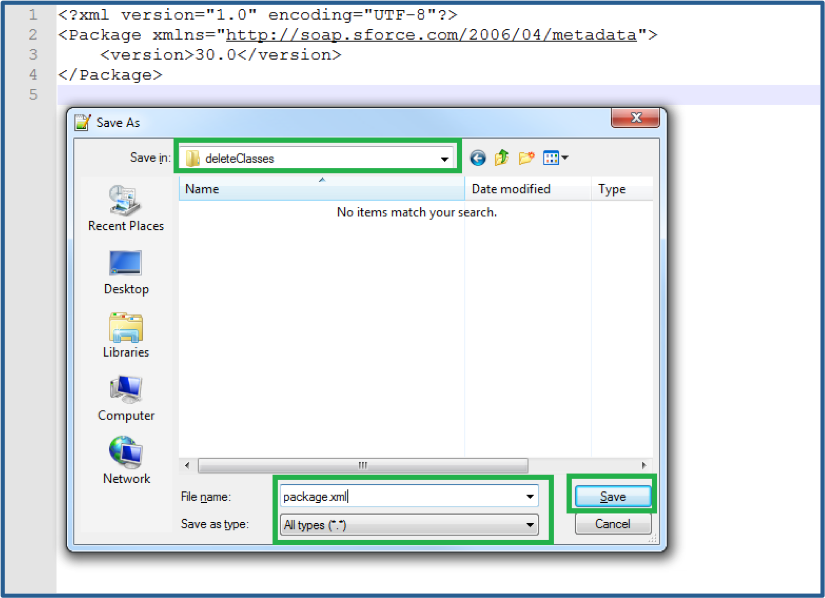 1 <?xml version="1.0" encoding="UTF-8"?>
2 <Package xmlns="http://soap.sforce.com/2006/04/metadata">
3 <version>30.0</version>
4 </Package>
5
Save As
Save in: deleteClasses
Name Date modified Type
No items match your search.
Recent Places
Desktop
Libraries
Computer
Network
File name: package.xml Save
Save as type: All types (*.*) Cancel